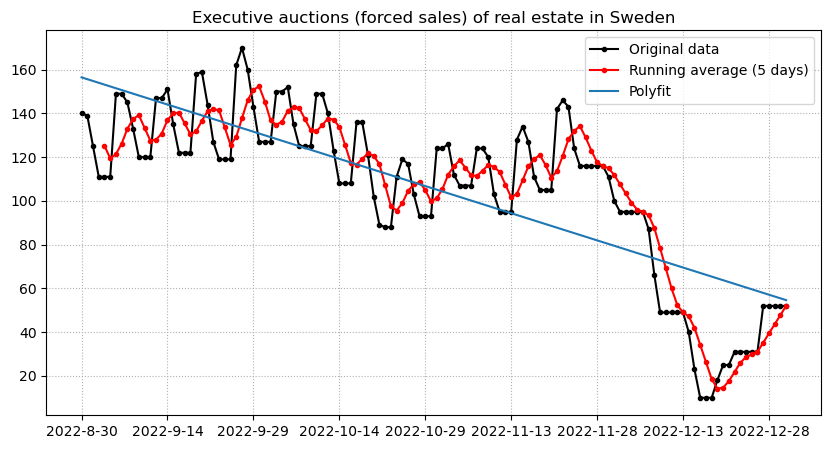 Executive auctions (forced sales) of real estate in Sweden
Original data
Running average (5 days)
Polyfit
160
140
120
100
80
60
40
20
2022-8-30 2022-9-14 2022-9-29 2022-10-14 2022-10-29 2022-11-13 2022-11-28 2022-12-13 2022-12-28